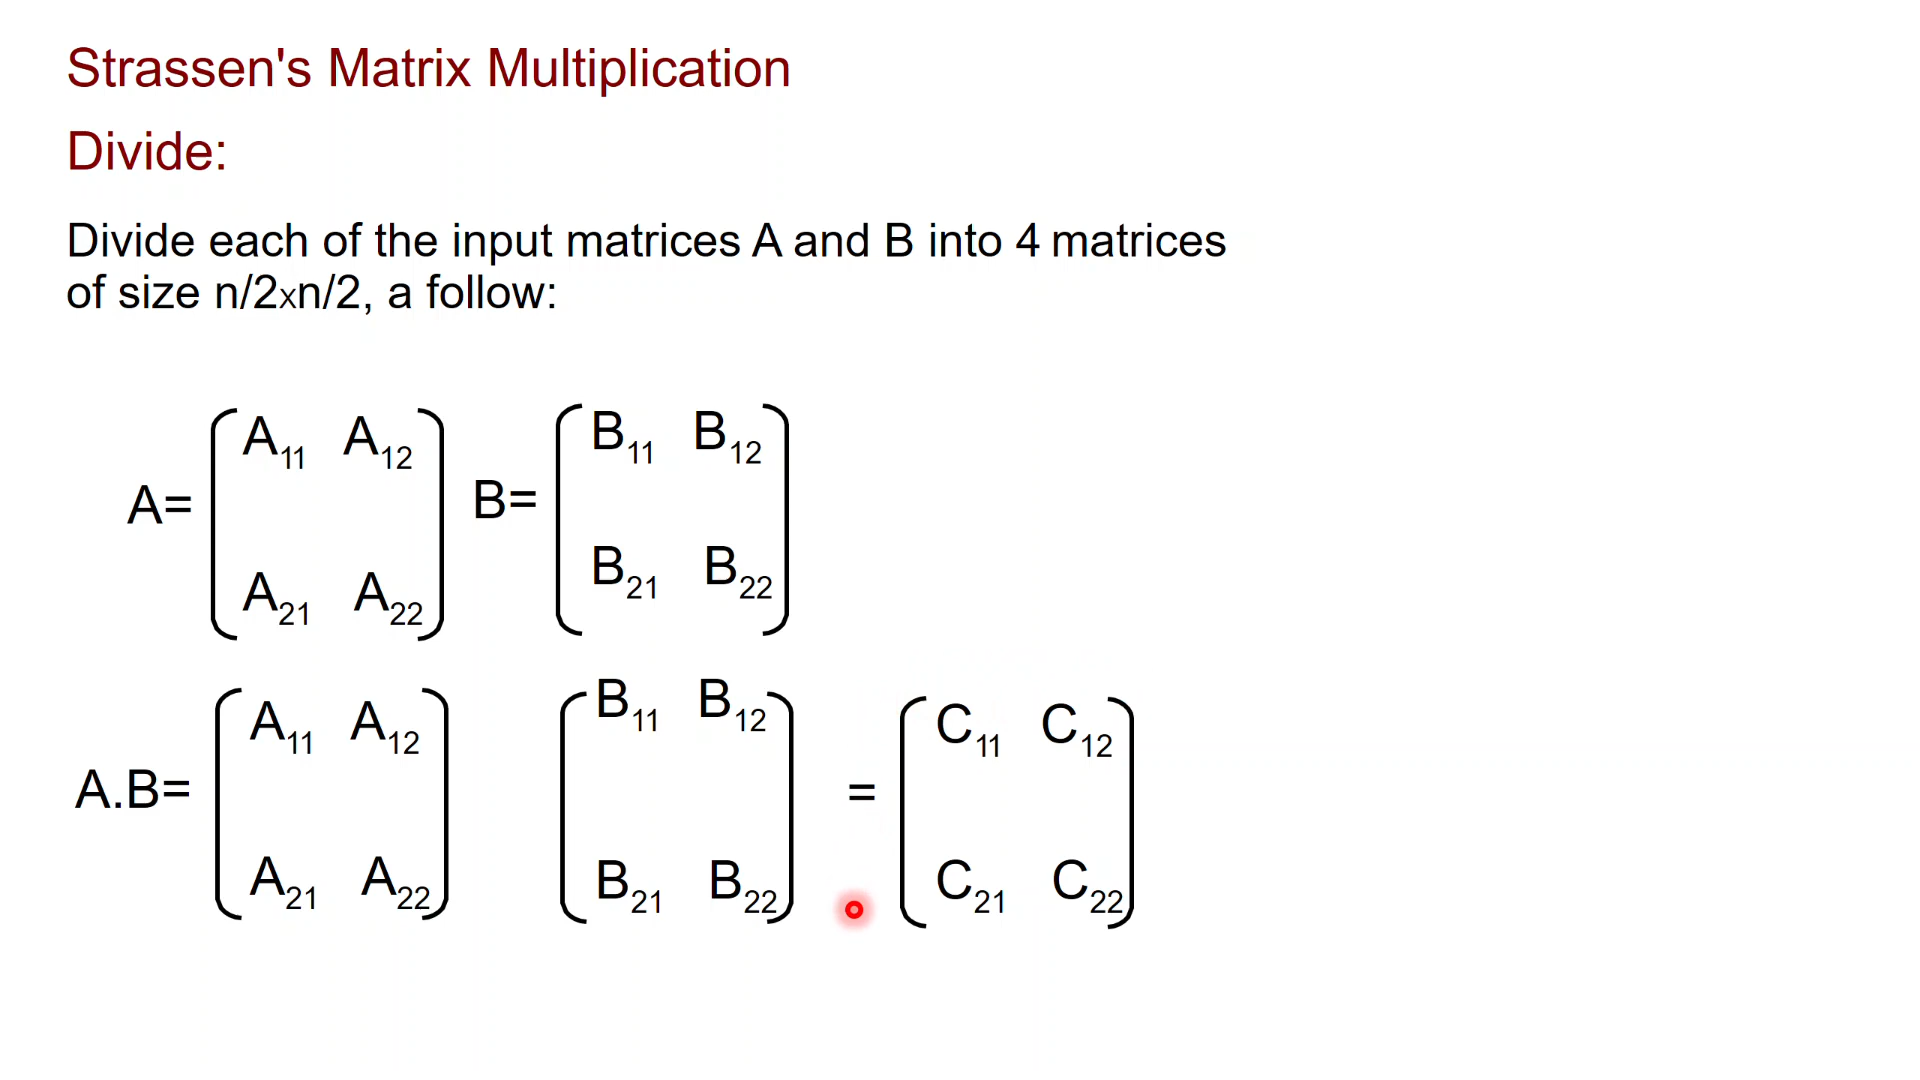 Strassen's Matrix Multiplication
Divide:
Divide each of the input matrices A and B into 4 matrices
of size n/2xn/2, a follow:
A₁₁ A₁₂ B₁₁ B₁₂
A= B=
A₂₁ A₂₂ B₂₁ B₂₂
A₁₁ A₁₂ B₁₁ B₁₂ C₁₁ C₁₂
A.B= =
A₂₁ A₂₂ B₂₁ B₂₂ C₂₁ C₂₂